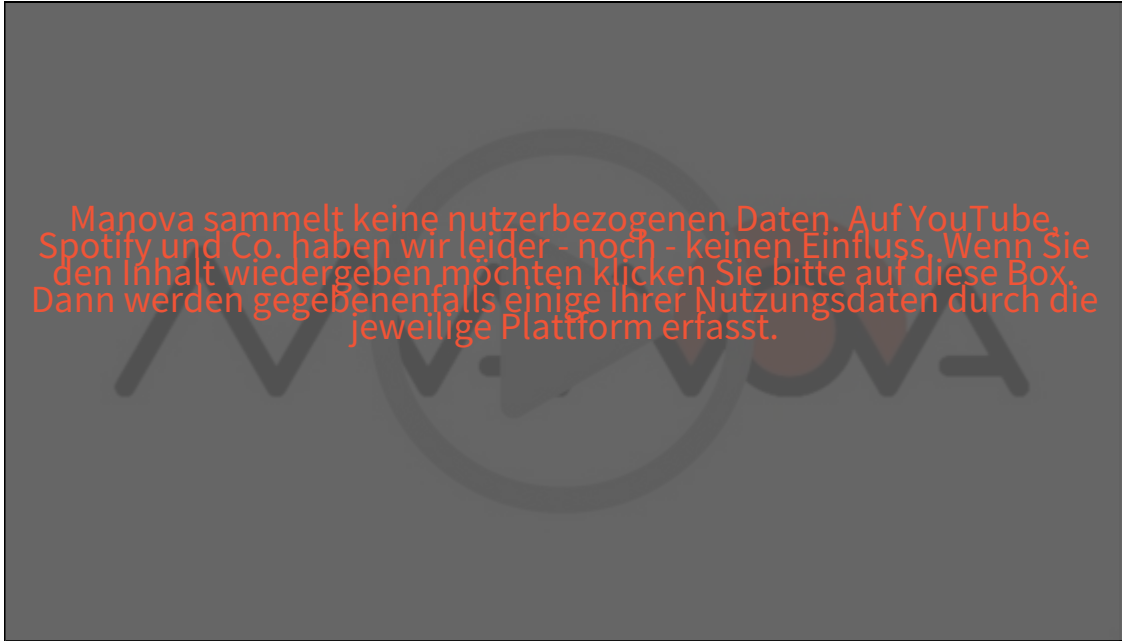 Manova sammelt keine nutzerbezogenen Daten. Auf YouTube,
Spotify und Co. haben wir leider - noch - keinen Einfluss. Wenn Sie
den Inhalt wiedergeben möchten klicken Sie bitte auf diese Box.
Dann werden gegebenenfalls einige Ihrer Nutzungsdaten durch die
jeweilige Plattform erfasst.
MANOVA